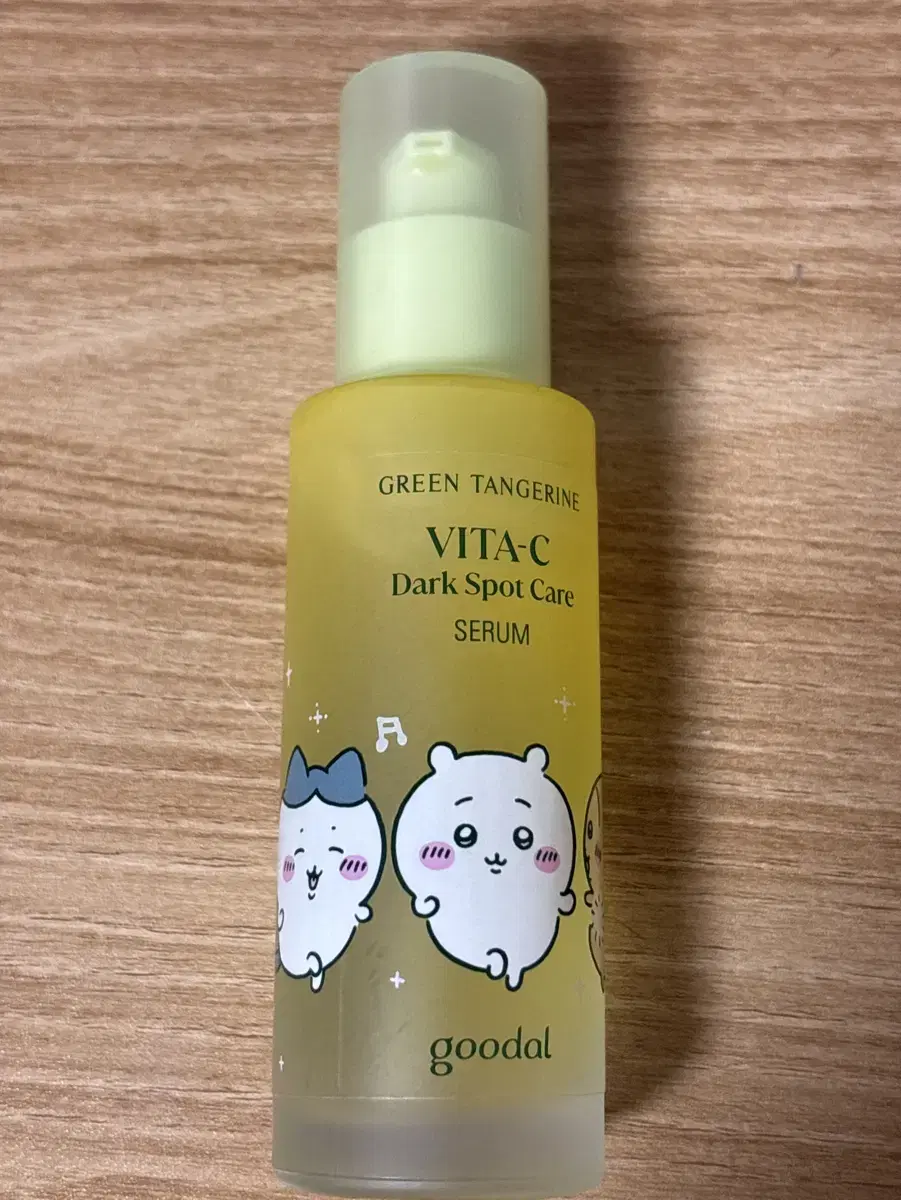 GREEN TANGERINE
VITA-C
Dark Spot Care
SERUM
goodal